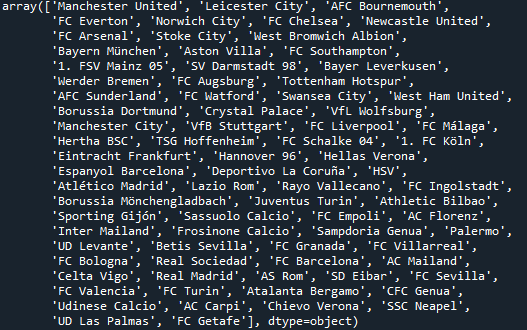 array(['Manchester United', 'Leicester City', 'AFC Bournemouth',
'FC Everton', 'Norwich City', 'FC Chelsea', 'Newcastle United',
'FC Arsenal', 'Stoke City', 'West Bromwich Albion',
'Bayern München', 'Aston Villa', 'FC Southampton',
'1. FSV Mainz 05', 'SV Darmstadt 98', 'Bayer Leverkusen',
'Werder Bremen', 'FC Augsburg', 'Tottenham Hotspur',
'AFC Sunderland', 'FC Watford', 'Swansea City', 'West Ham United',
'Borussia Dortmund', 'Crystal Palace', 'VfL Wolfsburg',
'Manchester City', 'VfB Stuttgart', 'FC Liverpool', 'FC Málaga',
'Hertha BSC', 'TSG Hoffenheim', 'FC Schalke 04', '1. FC Köln',
'Eintracht Frankfurt', 'Hannover 96', 'Hellas Verona',
'Espanyol Barcelona', 'Deportivo La Coruña', 'HSV',
'Atlético Madrid', 'Lazio Rom', 'Rayo Vallecano', 'FC Ingolstadt',
'Borussia Mönchengladbach', 'Juventus Turin', 'Athletic Bilbao',
'Sporting Gijón', 'Sassuolo Calcio', 'FC Empoli', 'AC Florenz',
'Inter Mailand', 'Frosinone Calcio', 'Sampdoria Genua', 'Palermo',
'UD Levante', 'Betis Sevilla', 'FC Granada', 'FC Villarreal',
'FC Bologna', 'Real Sociedad', 'FC Barcelona', 'AC Mailand',
'Celta Vigo', 'Real Madrid', 'AS Rom', 'SD Eibar', 'FC Sevilla',
'FC Valencia', 'FC Turin', 'Atalanta Bergamo', 'CFC Genua',
'Udinese Calcio', 'AC Carpi', 'Chievo Verona', 'SSC Neapel',
'UD Las Palmas', 'FC Getafe'], dtype=object)